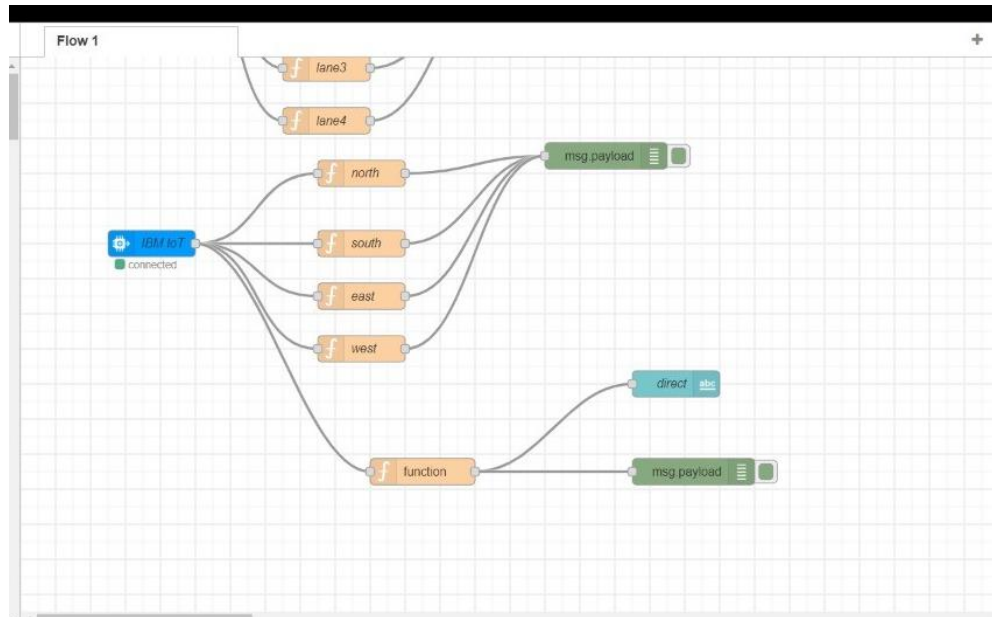 Flow 1
lane3
lane4
msg.payload
north
IBM IoT
connected
south
east
west
direct
abc
function
msg.payload